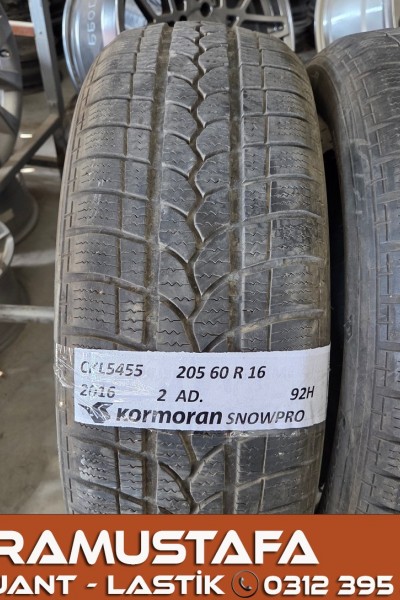 CKL5455 205 60 R 16
2016 2 AD. 92H
Kormoran SNOWPRO
RAMUSTAFA
JANT - LASTİK 0312 395